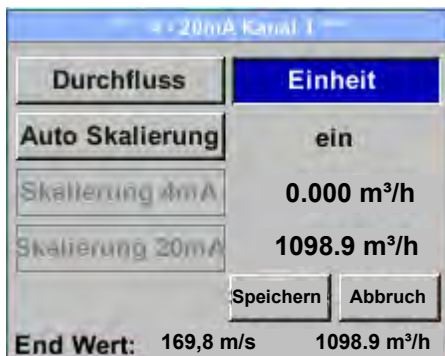 *** 4 - 20mA Kanal 1 ***
Durchfluss Einheit
Auto Skalierung ein
Skalierung 4mA 0.000 m³/h
Skalierung 20mA 1098.9 m³/h
Speichern Abbruch
End Wert: 169,8 m/s 1098.9 m³/h